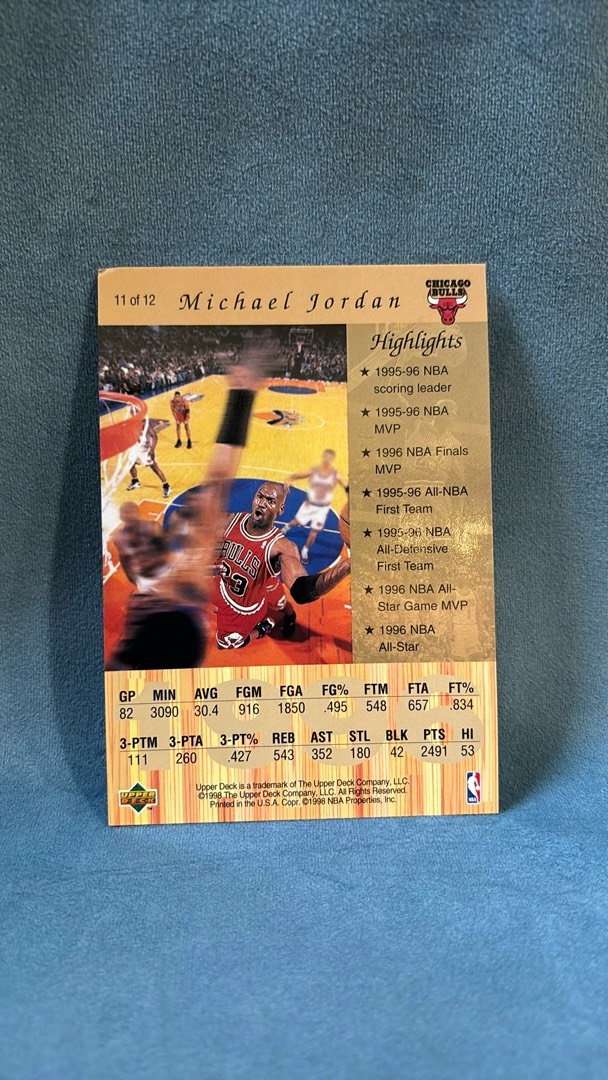 11 of 12 Michael Jordan CHICAGO
BULLS
Highlights
★ 1995-96 NBA
scoring leader
★ 1995-96 NBA
MVP
★ 1996 NBA Finals
MVP
★ 1995-96 All-NBA
First Team
★ 1995-96 NBA
All-Defensive
First Team
★ 1996 NBA All-
Star Game MVP
★ 1996 NBA
All-Star
BULLS
23
GP MIN AVG FGM FGA FG% FTM FTA FT%
82 3090 30.4 916 1850 .495 548 657 .834
3-PTM 3-PTA 3-PT% REB AST STL BLK PTS HI
111 260 .427 543 352 180 42 2491 53
UPPER
DECK
Upper Deck is a trademark of The Upper Deck Company, LLC.
©1998 The Upper Deck Company, LLC. All Rights Reserved.
Printed in the U.S.A. Copr. ©1998 NBA Properties, Inc.
NBA